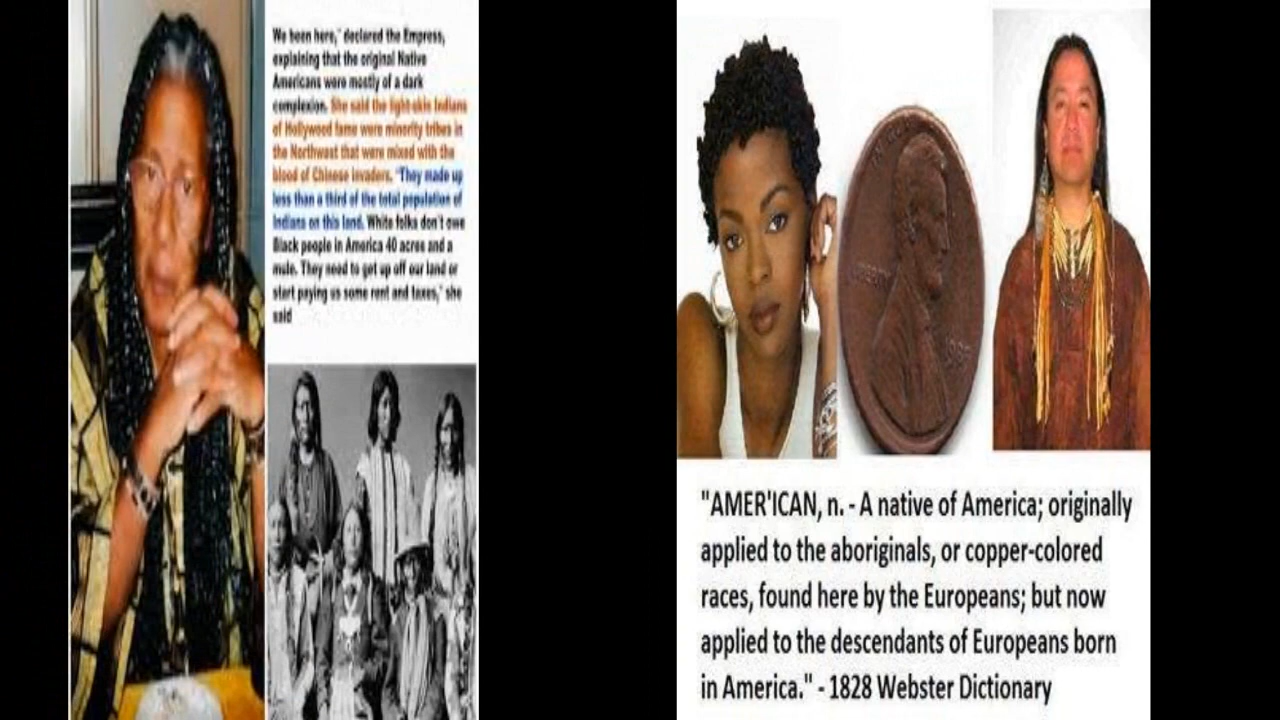 We been here," declared the Empress,
explaining that the original Native
Americans were mostly of a dark
complexion. She said the light-skin Indians
of Hollywood fame were minority tribes in
the Northwest that were mixed with the
blood of Chinese invaders. "They made up
less than a third of the total population of
Indians on this land. White folks don't owe
Black people in America 40 acres and a
mule. They need to get up off our land or
start paying us some rent and taxes," she
said
"AMER'ICAN, n. - A native of America; originally
applied to the aboriginals, or copper-colored
races, found here by the Europeans; but now
applied to the descendants of Europeans born
in America." - 1828 Webster Dictionary